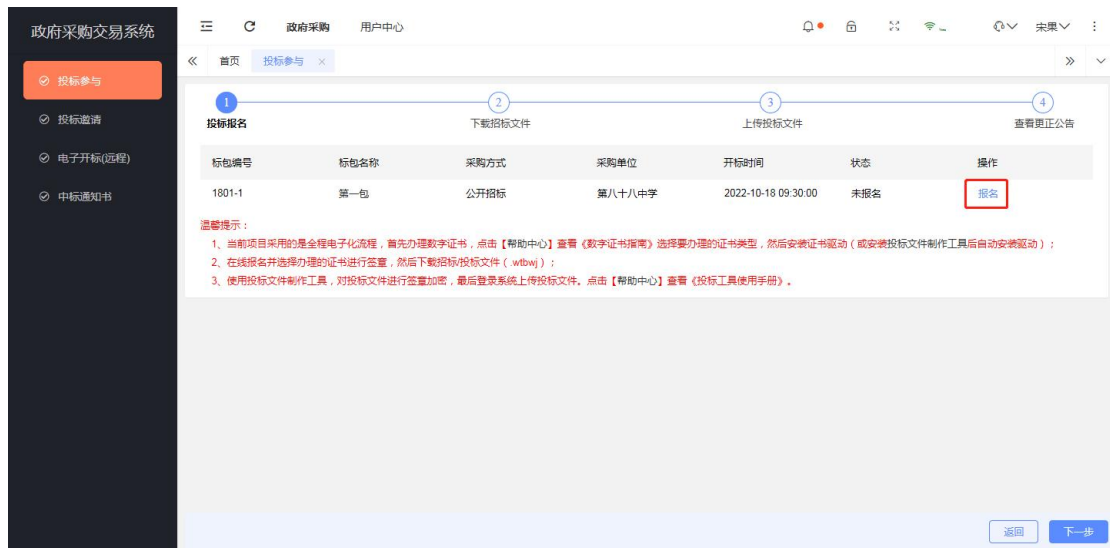 政府采购交易系统
政府采购 用户中心
宋果
首页 投标参与 ×
投标参与
投标邀请
电子开标(远程)
中标通知书
1 2 3 4
投标报名 下载招标文件 上传投标文件 查看更正公告
标包编号 标包名称 采购方式 采购单位 开标时间 状态 操作
1801-1 第一包 公开招标 第八十八中学 2022-10-18 09:30:00 未报名 报名
温馨提示：
1、当前项目采用的是全程电子化流程，首先办理数字证书，点击【帮助中心】查看《数字证书指南》选择要办理的证书类型，然后安装证书驱动（或安装投标文件制作工具后自动安装驱动）；
2、在线报名并选择办理的证书进行签章，然后下载招标/投标文件（.wtbwj）；
3、使用投标文件制作工具，对投标文件进行签章加密，最后登录系统上传投标文件。点击【帮助中心】查看《投标工具使用手册》。
返回 下一步